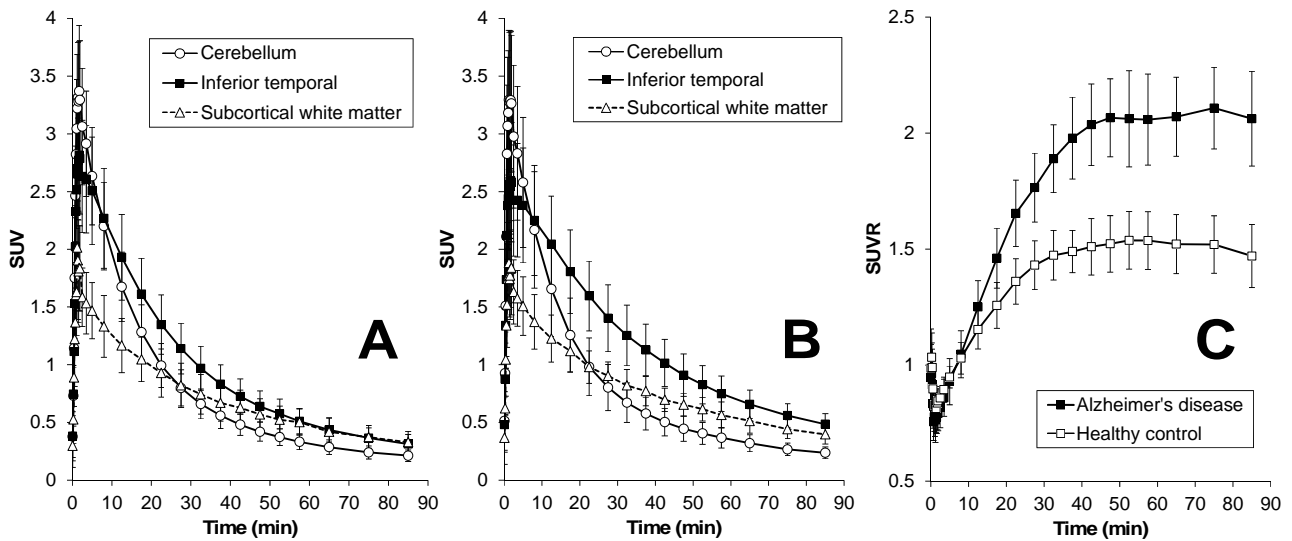 4
3.5
3
2.5
2
1.5
1
0.5
0
SUV
Cerebellum
Inferior temporal
Subcortical white matter
A
0 10 20 30 40 50 60 70 80 90
Time (min)
4
3.5
3
2.5
2
1.5
1
0.5
0
SUV
Cerebellum
Inferior temporal
Subcortical white matter
B
0 10 20 30 40 50 60 70 80 90
Time (min)
2.5
2
1.5
1
0.5
SUVR
C
Alzheimer's disease
Healthy control
0 10 20 30 40 50 60 70 80 90
Time (min)